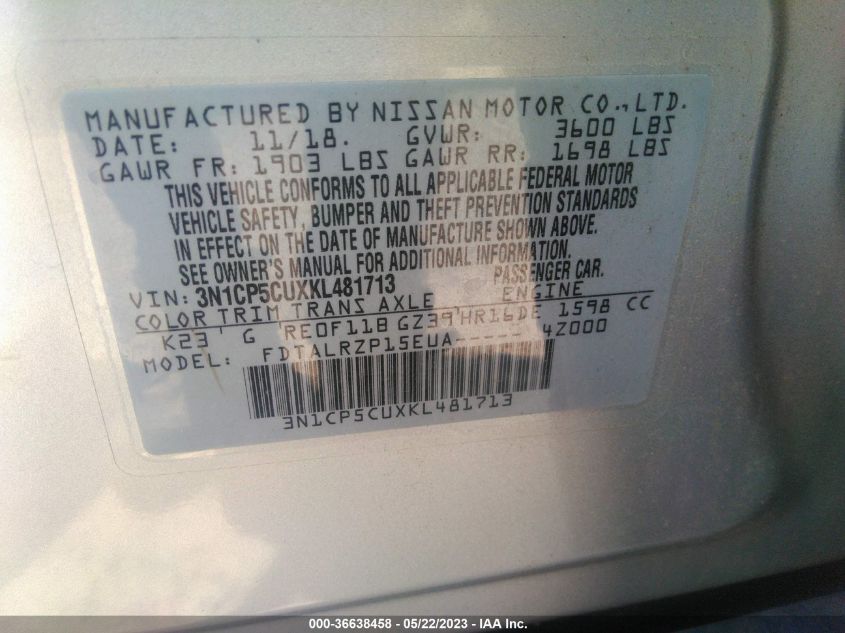 MANUFACTURED BY NISSAN MOTOR CO., LTD.
DATE: 11/18. GVWR: 3600 LBS
GAWR FR: 1903 LBS GAWR RR: 1698 LBS
THIS VEHICLE CONFORMS TO ALL APPLICABLE FEDERAL MOTOR
VEHICLE SAFETY, BUMPER AND THEFT PREVENTION STANDARDS
IN EFFECT ON THE DATE OF MANUFACTURE SHOWN ABOVE.
SEE OWNER'S MANUAL FOR ADDITIONAL INFORMATION.
VIN: 3N1CP5CUXKL481713 PASSENGER CAR.
COLOR TRIM TRANS AXLE ENGINE
K23 ' G RE0F11B GZ39'HR16DE 1598 CC
MODEL: FDTALRZP15EUA----- 4Z000
3N1CP5CUXKL481713
000-36638458 - 05/22/2023 - IAA Inc.